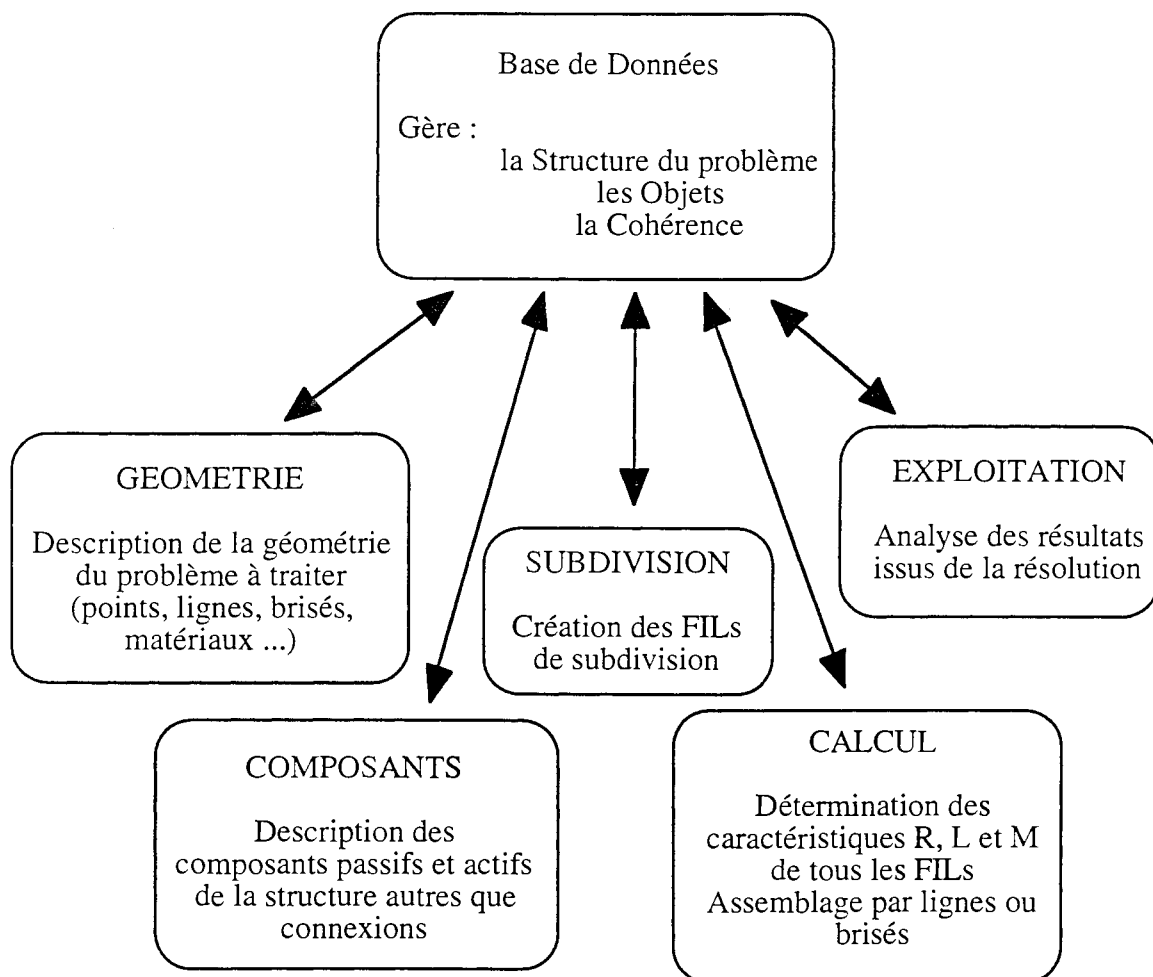 Base de Données
Gère :
la Structure du problème
les Objets
la Cohérence
GEOMETRIE
Description de la géométrie
du problème à traiter
(points, lignes, brisés,
matériaux ...)
COMPOSANTS
Description des
composants passifs et actifs
de la structure autres que
connexions
SUBDIVISION
Création des FILs
de subdivision
CALCUL
Détermination des
caractéristiques R, L et M
de tous les FILs
Assemblage par lignes ou
brisés
EXPLOITATION
Analyse des résultats
issus de la résolution